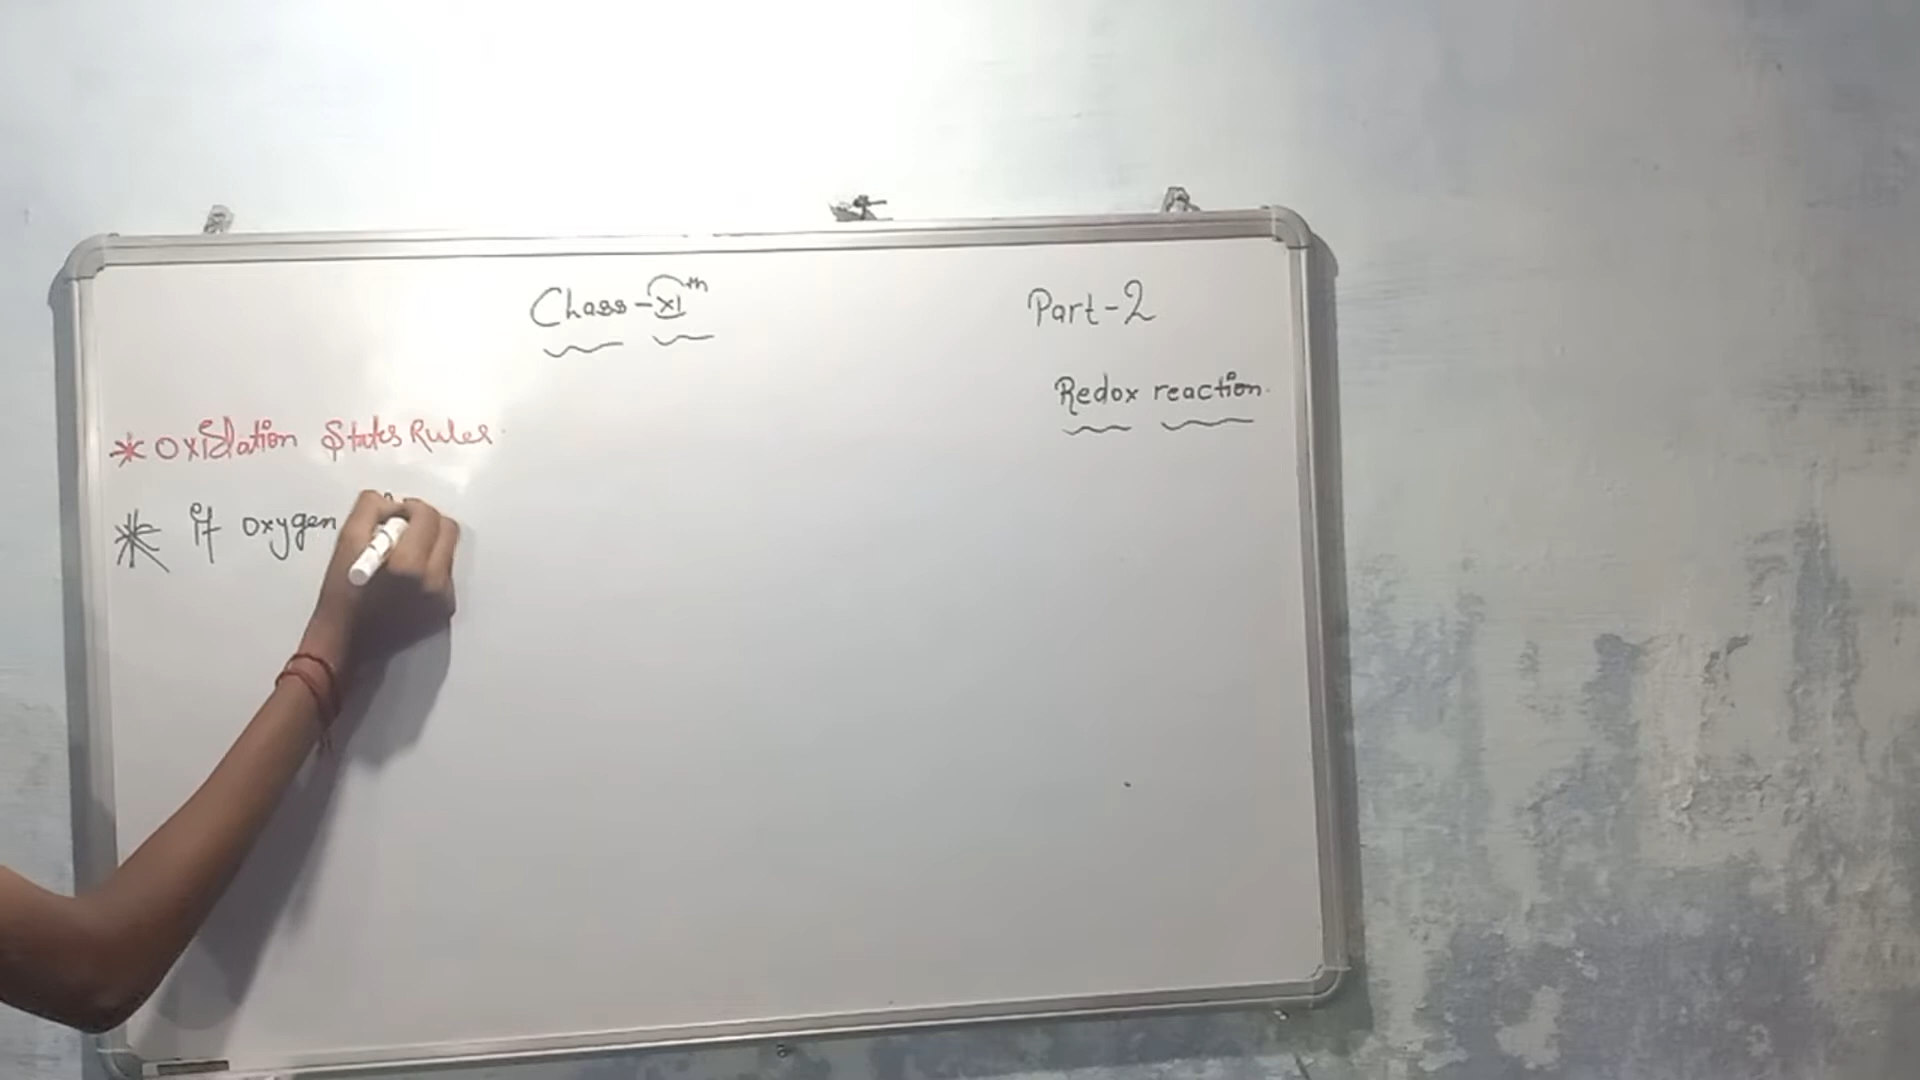 Class-XIth
Part-2
Redox reaction.
*Oxidation States Rules
* If oxygen